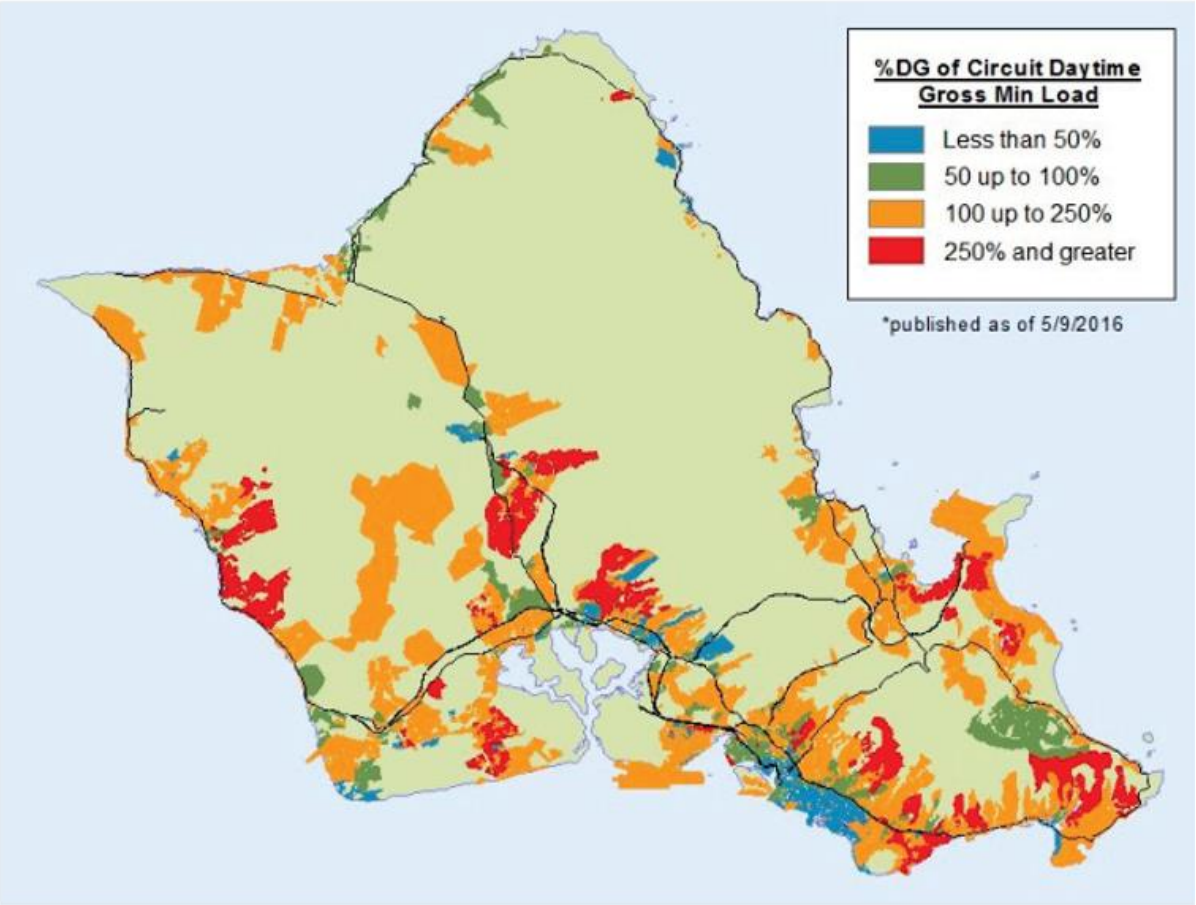 %DG of Circuit Daytime
Gross Min Load
Less than 50%
50 up to 100%
100 up to 250%
250% and greater
*published as of 5/9/2016